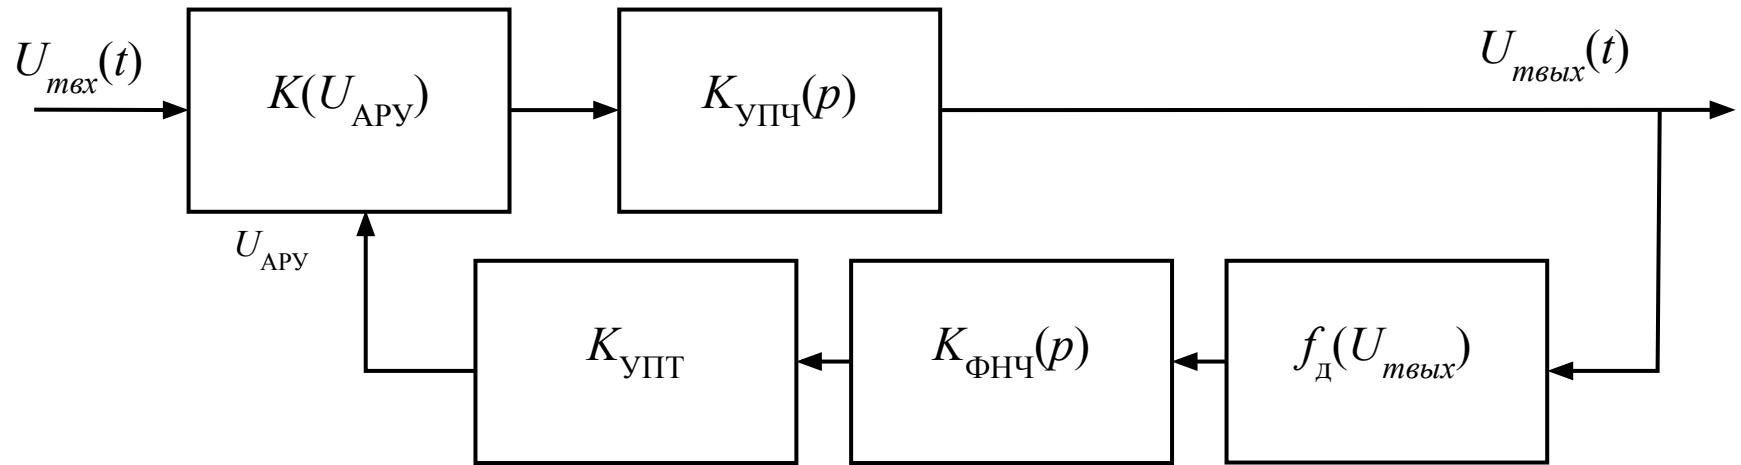 U_mвх(t)
K(U_АРУ)
K_УПЧ(p)
U_mвых(t)
U_АРУ
K_УПТ
K_ФНЧ(p)
f_д(U_mвых)